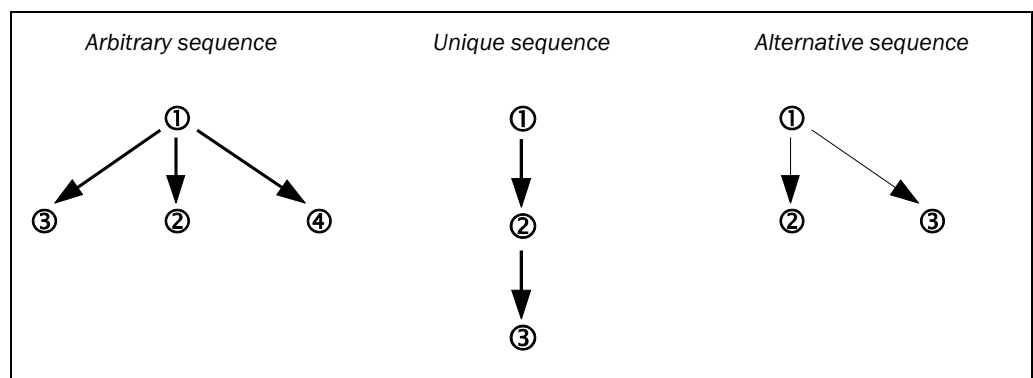 Arbitrary sequence Unique sequence Alternative sequence
① ① ①
③ ② ④ ② ② ③
③